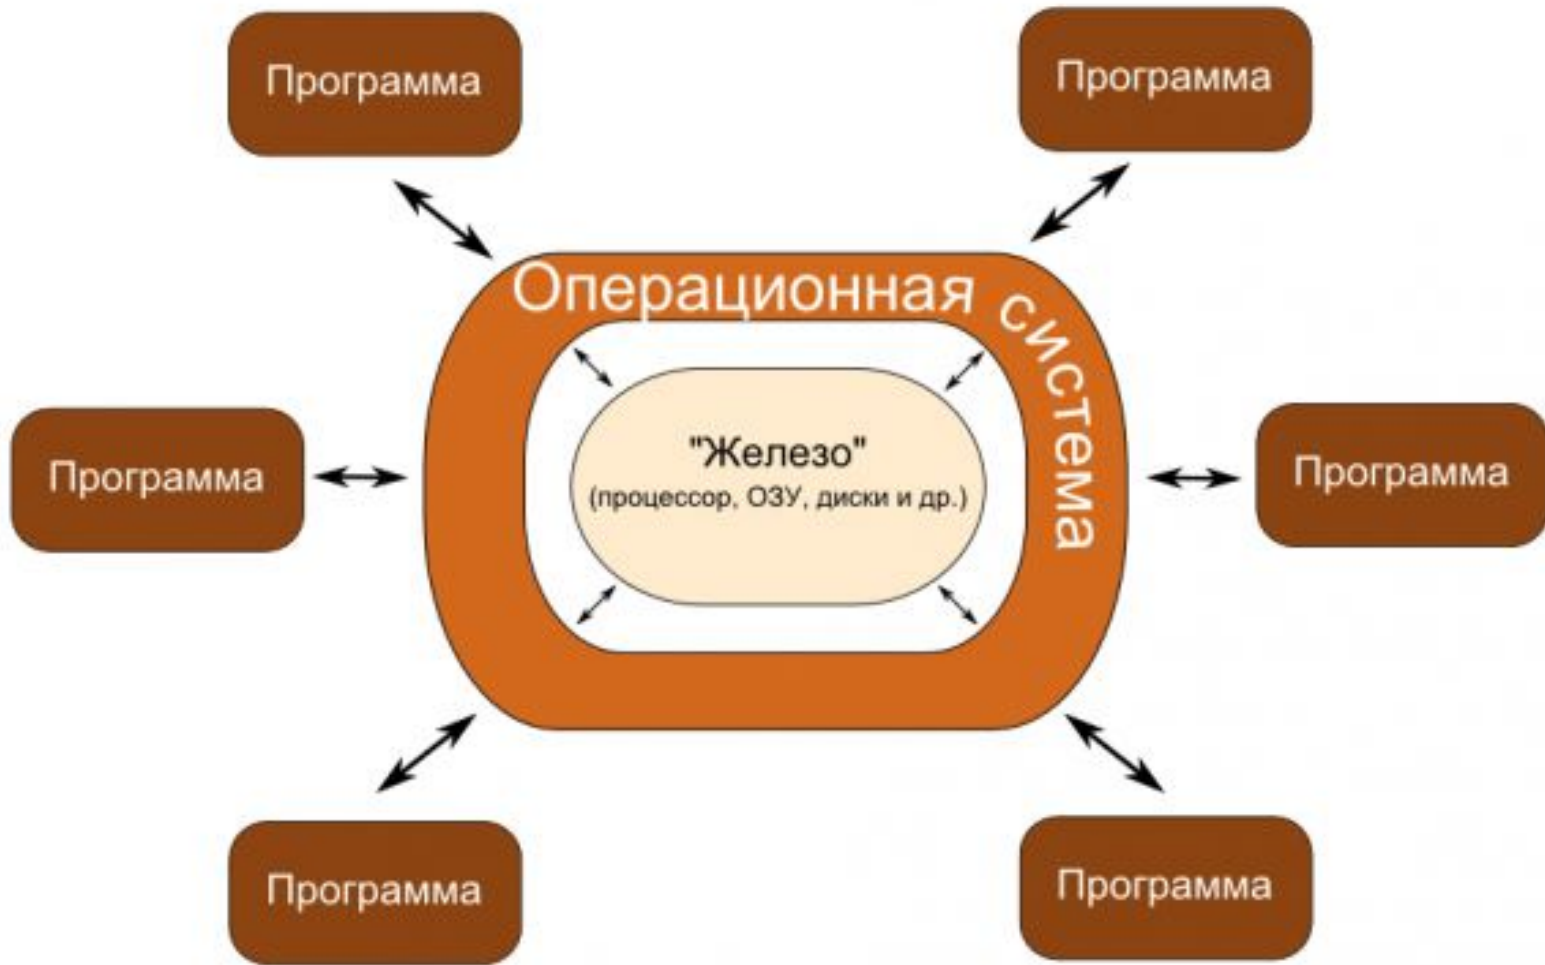 Программа
Программа
Операционная система
"Железо"
(процессор, ОЗУ, диски и др.)
Программа
Программа
Программа
Программа